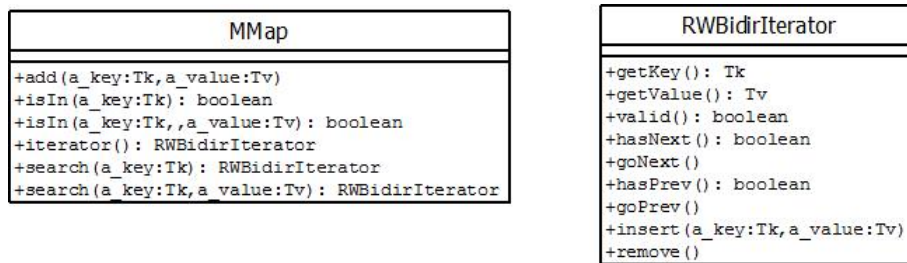 MMap
+add(a_key:Tk,a_value:Tv)
+isIn(a_key:Tk): boolean
+isIn(a_key:Tk,,a_value:Tv): boolean
+iterator(): RWBidirIterator
+search(a_key:Tk): RWBidirIterator
+search(a_key:Tk,a_value:Tv): RWBidirIterator
RWBidirIterator
+getKey(): Tk
+getValue(): Tv
+valid(): boolean
+hasNext(): boolean
+goNext()
+hasPrev(): boolean
+goPrev()
+insert(a_key:Tk,a_value:Tv)
+remove()